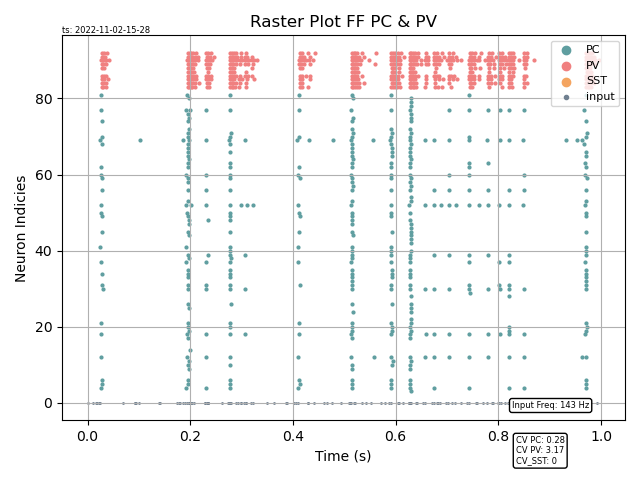 Raster Plot FF PC & PV
ts: 2022-11-02-15-28
PC
PV
SST
input
80
60
40
20
0
Neuron Indicies
Input Freq: 143 Hz
0.0 0.2 0.4 0.6 0.8 1.0
Time (s)
CV PC: 0.28
CV PV: 3.17
CV_SST: 0